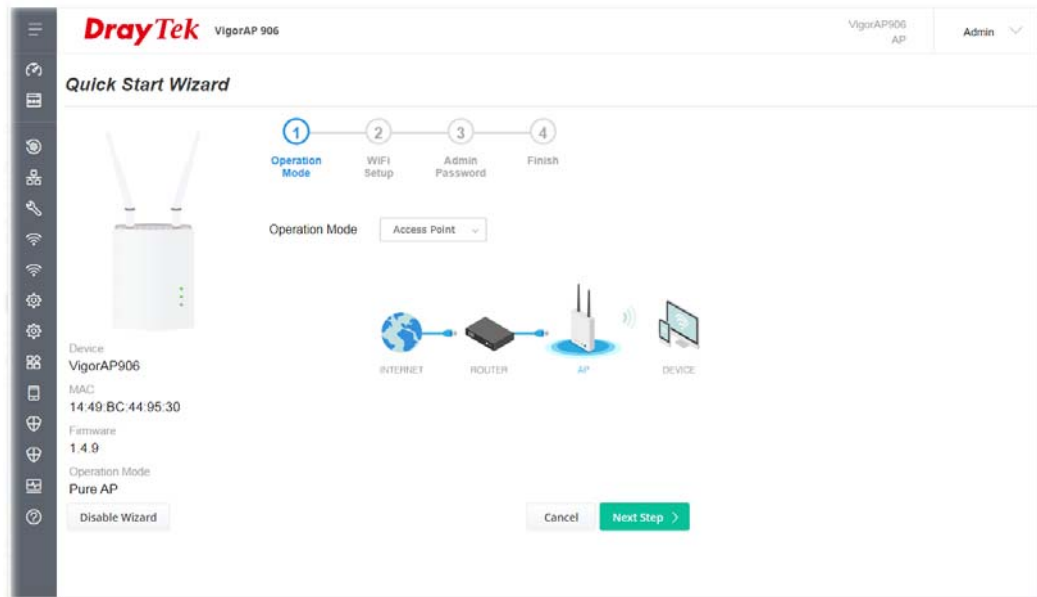 DrayTek VigorAP 906
VigorAP906
AP
Admin
Quick Start Wizard
1 2 3 4
Operation Mode
WiFi Setup
Admin Password
Finish
Operation Mode Access Point
INTERNET ROUTER AP DEVICE
Device
VigorAP906
MAC
14:49:BC:44:95:30
Firmware
1.4.9
Operation Mode
Pure AP
Disable Wizard Cancel Next Step